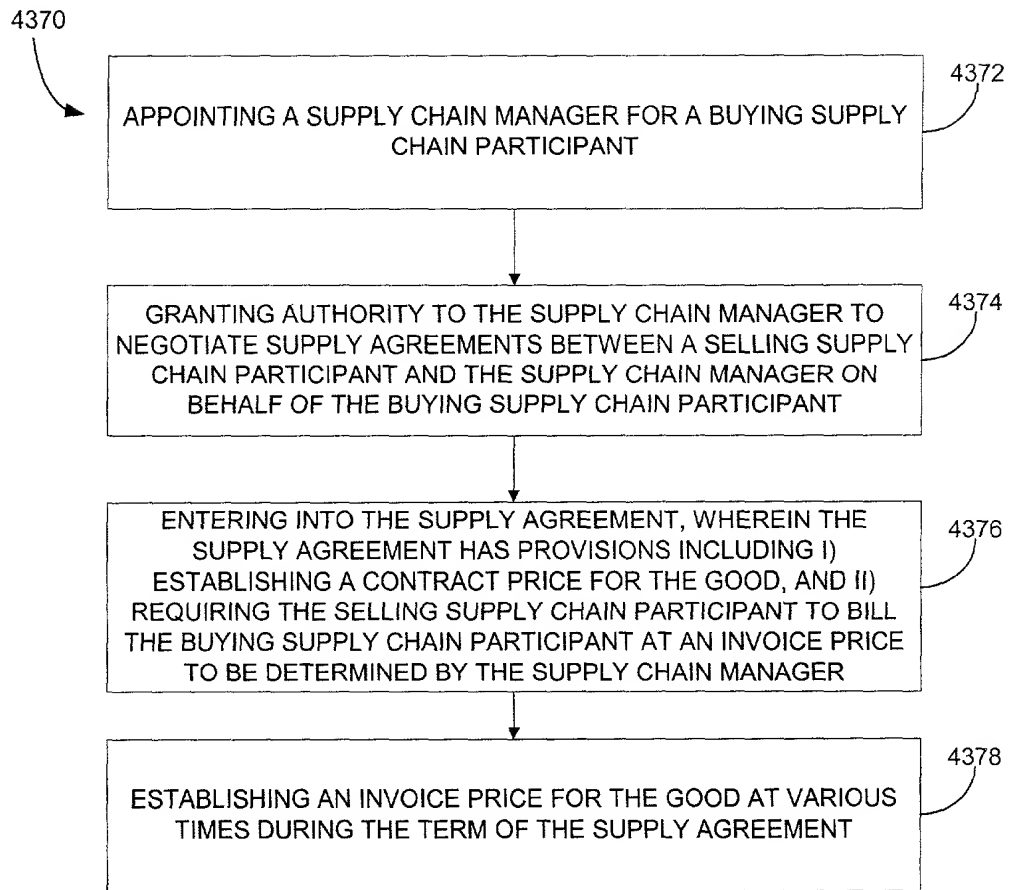 4370
4372
APPOINTING A SUPPLY CHAIN MANAGER FOR A BUYING SUPPLY
CHAIN PARTICIPANT
4374
GRANTING AUTHORITY TO THE SUPPLY CHAIN MANAGER TO
NEGOTIATE SUPPLY AGREEMENTS BETWEEN A SELLING SUPPLY
CHAIN PARTICIPANT AND THE SUPPLY CHAIN MANAGER ON
BEHALF OF THE BUYING SUPPLY CHAIN PARTICIPANT
4376
ENTERING INTO THE SUPPLY AGREEMENT, WHEREIN THE
SUPPLY AGREEMENT HAS PROVISIONS INCLUDING I)
ESTABLISHING A CONTRACT PRICE FOR THE GOOD, AND II)
REQUIRING THE SELLING SUPPLY CHAIN PARTICIPANT TO BILL
THE BUYING SUPPLY CHAIN PARTICIPANT AT AN INVOICE PRICE
TO BE DETERMINED BY THE SUPPLY CHAIN MANAGER
4378
ESTABLISHING AN INVOICE PRICE FOR THE GOOD AT VARIOUS
TIMES DURING THE TERM OF THE SUPPLY AGREEMENT